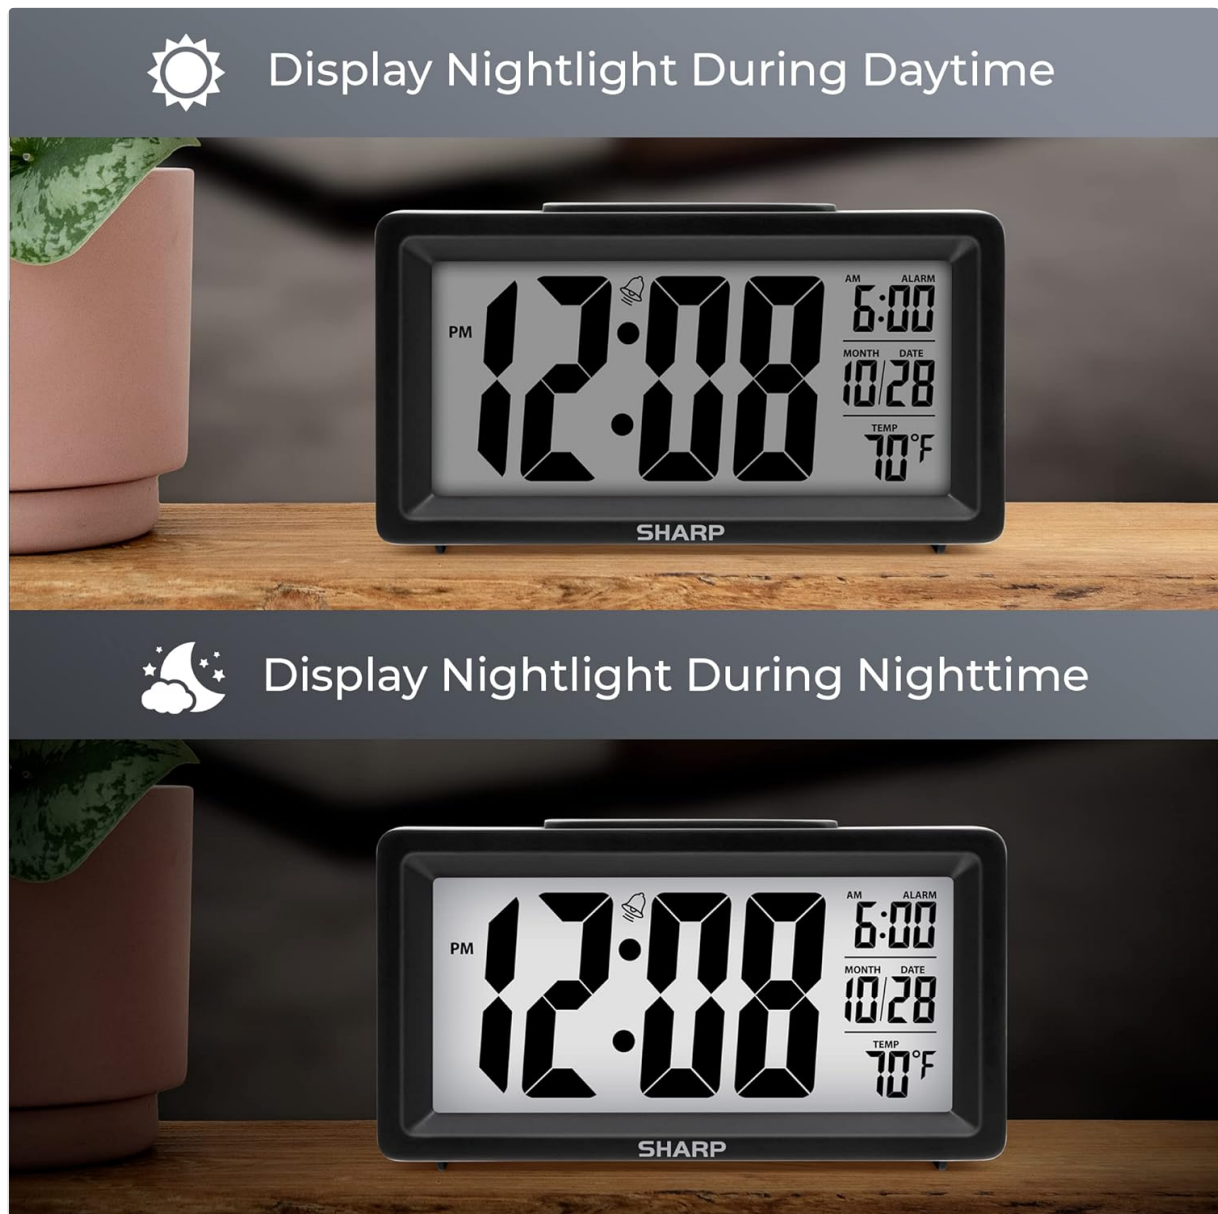 Display Nightlight During Daytime
PM 12:08
AM ALARM
6:00
MONTH DATE
10/28
TEMP
70°F
SHARP
Display Nightlight During Nighttime
PM 12:08
AM ALARM
6:00
MONTH DATE
10/28
TEMP
70°F
SHARP